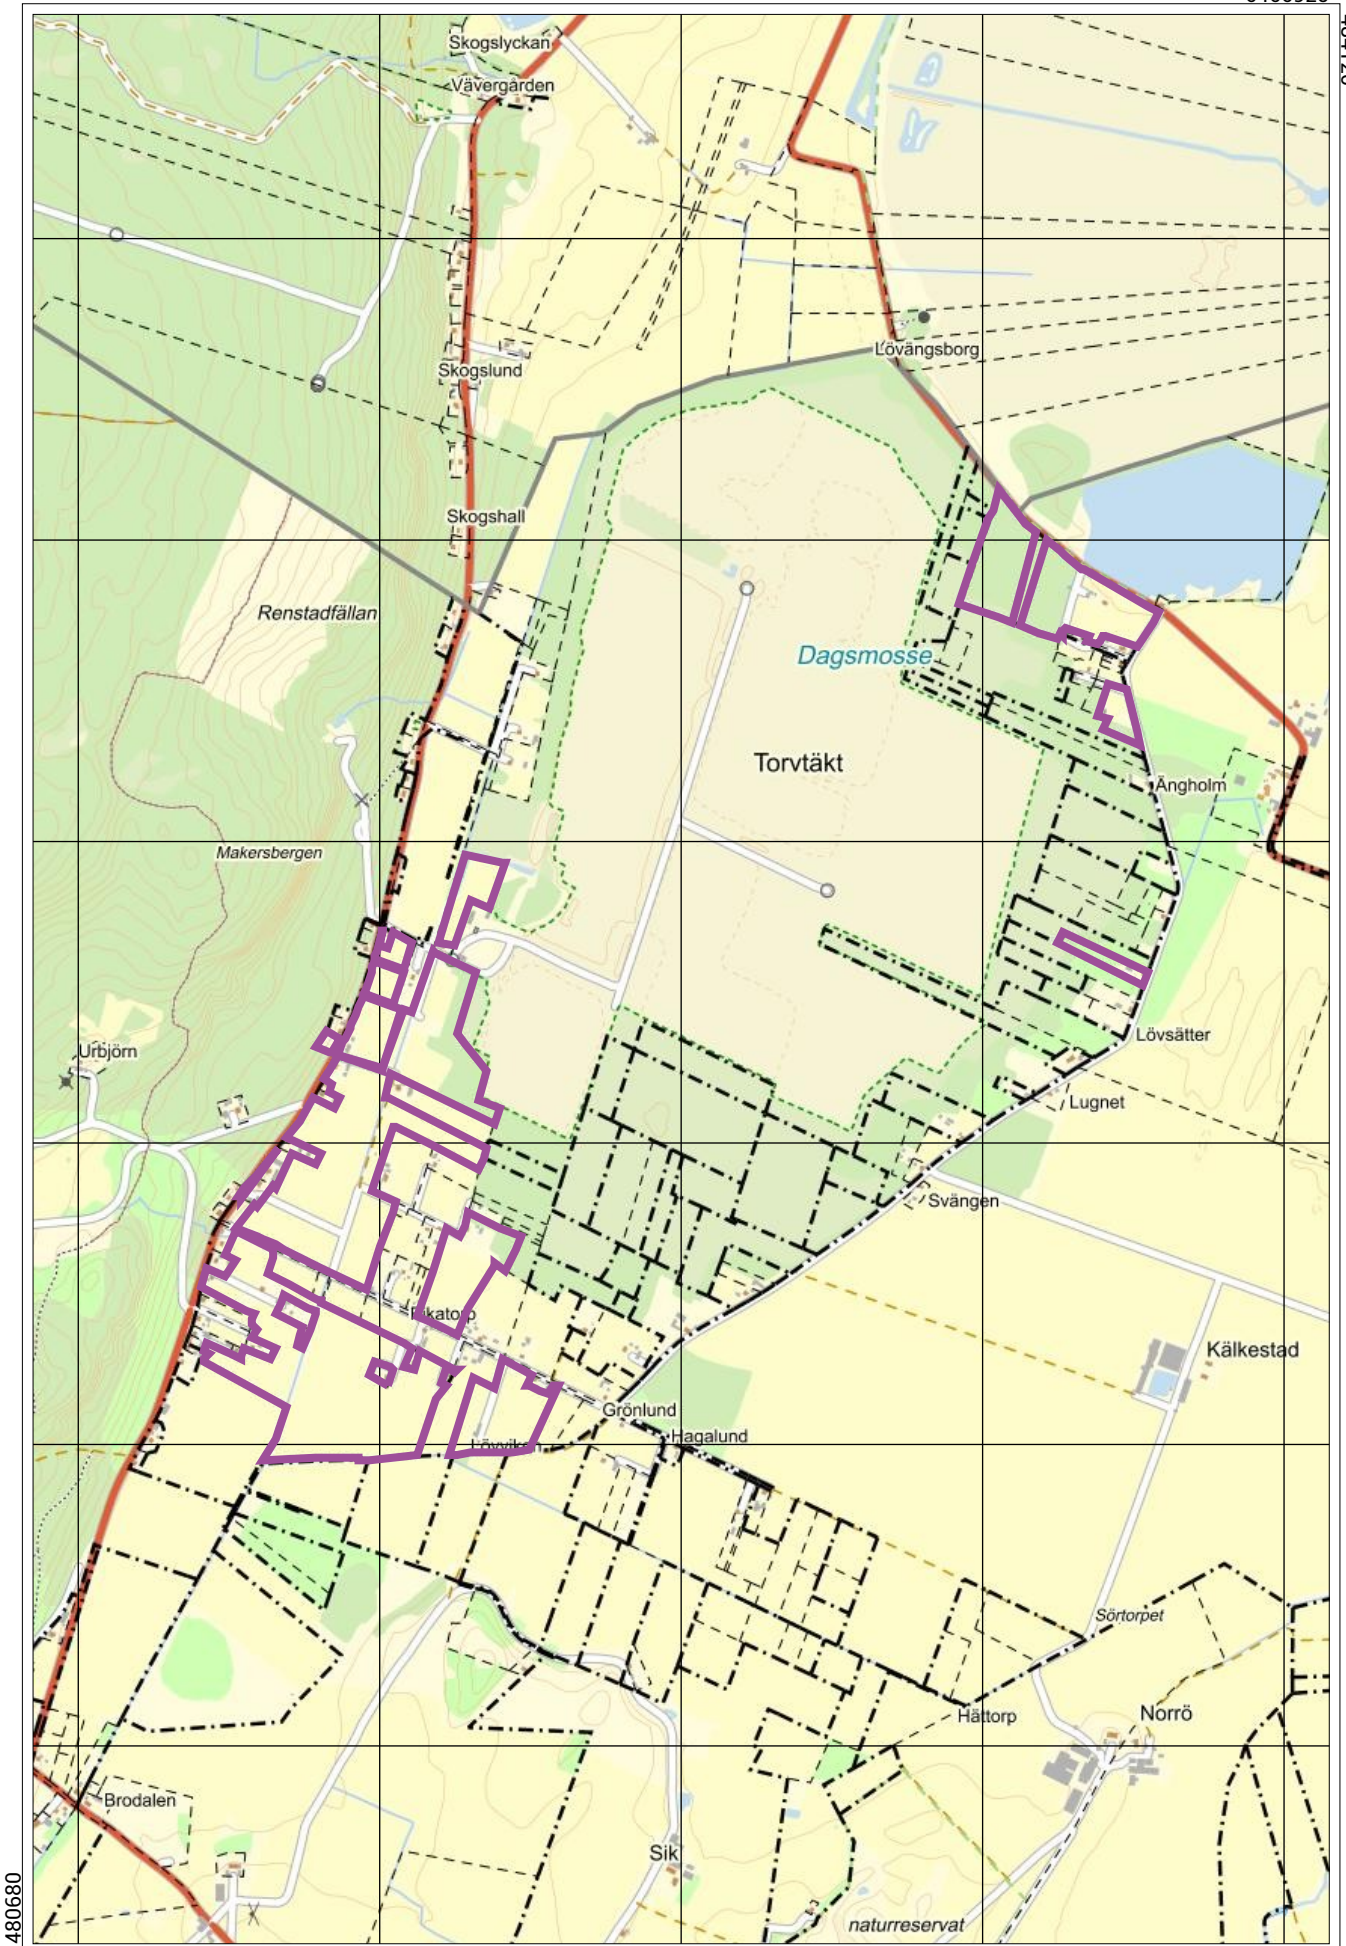 Skogslyckan
Vävergården
Lövängsborg
Skogslund
Skogshall
Renstadfällan
Dagsmosse
Torvtäkt
Ängholm
Makersbergen
Urbjörn
Lövsätter
Lugnet
Svängen
Kälkestad
Grönlund
Hagalund
Lövviken
Sörtorpet
Hättorp
Norrö
Brodalen
Sik
480680
naturreservat